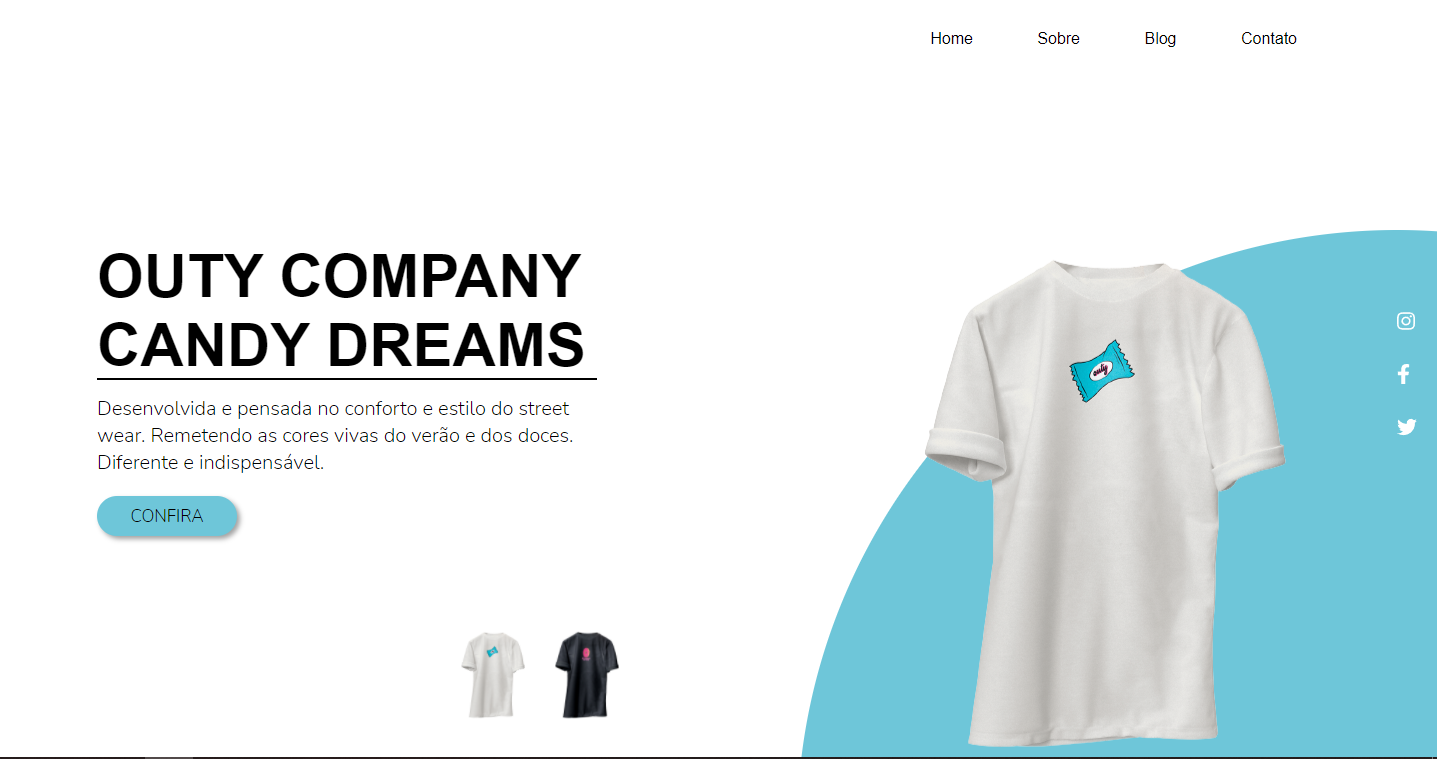 Home Sobre Blog Contato
OUTY COMPANY
CANDY DREAMS
Desenvolvida e pensada no conforto e estilo do street
wear. Remetendo as cores vivas do verão e dos doces.
Diferente e indispensável.
CONFIRA
outy